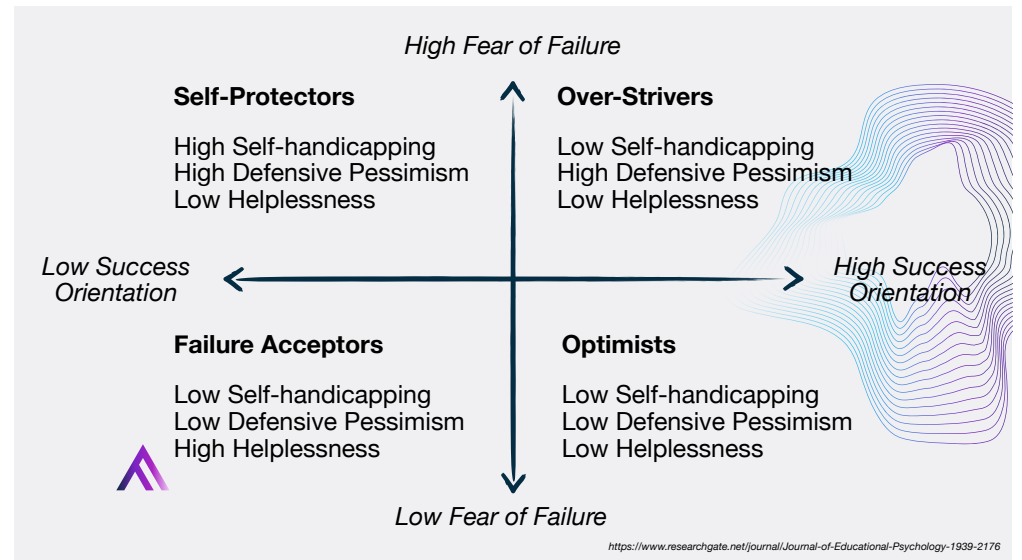 High Fear of Failure
Self-Protectors
High Self-handicapping
High Defensive Pessimism
Low Helplessness
Over-Strivers
Low Self-handicapping
High Defensive Pessimism
Low Helplessness
Low Success
Orientation
High Success
Orientation
Failure Acceptors
Low Self-handicapping
Low Defensive Pessimism
High Helplessness
Optimists
Low Self-handicapping
Low Defensive Pessimism
Low Helplessness
Low Fear of Failure
https://www.researchgate.net/journal/Journal-of-Educational-Psychology-1939-2176